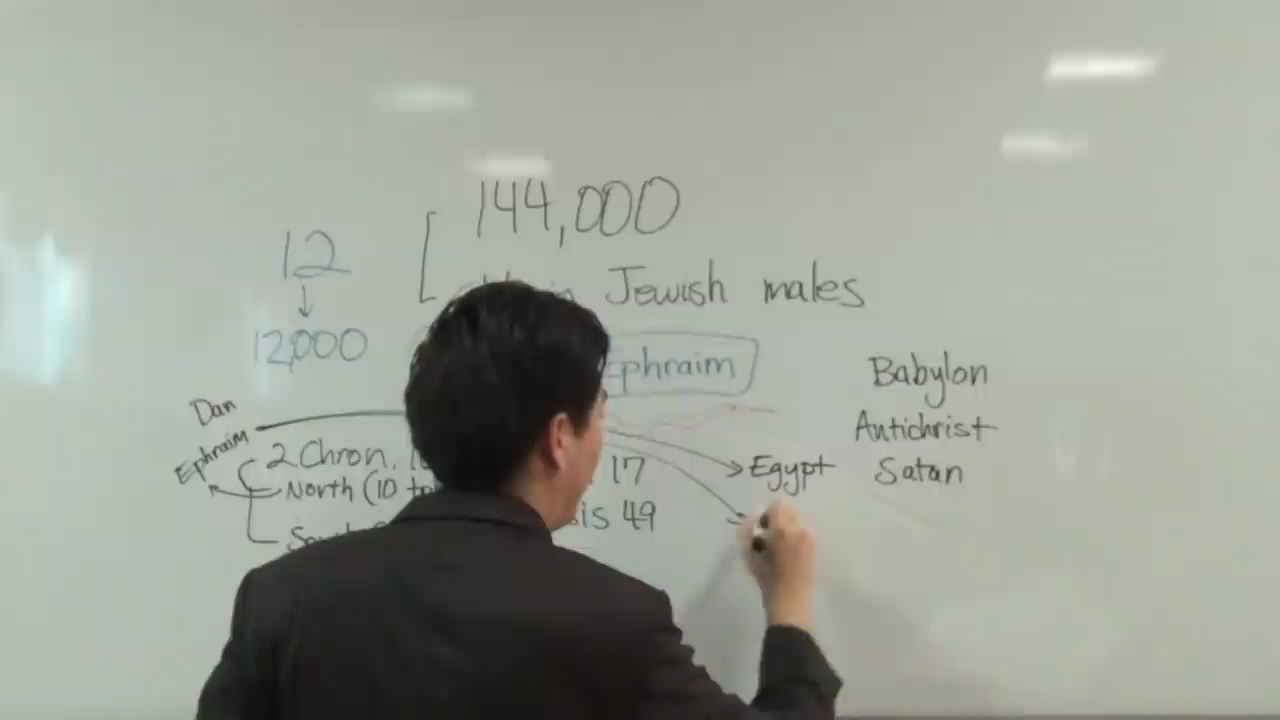 144,000
12
Jewish males
12,000
Ephraim
Babylon
Dan
Antichrist
Ephraim
2 Chron. 17
Egypt Satan
North (10
49